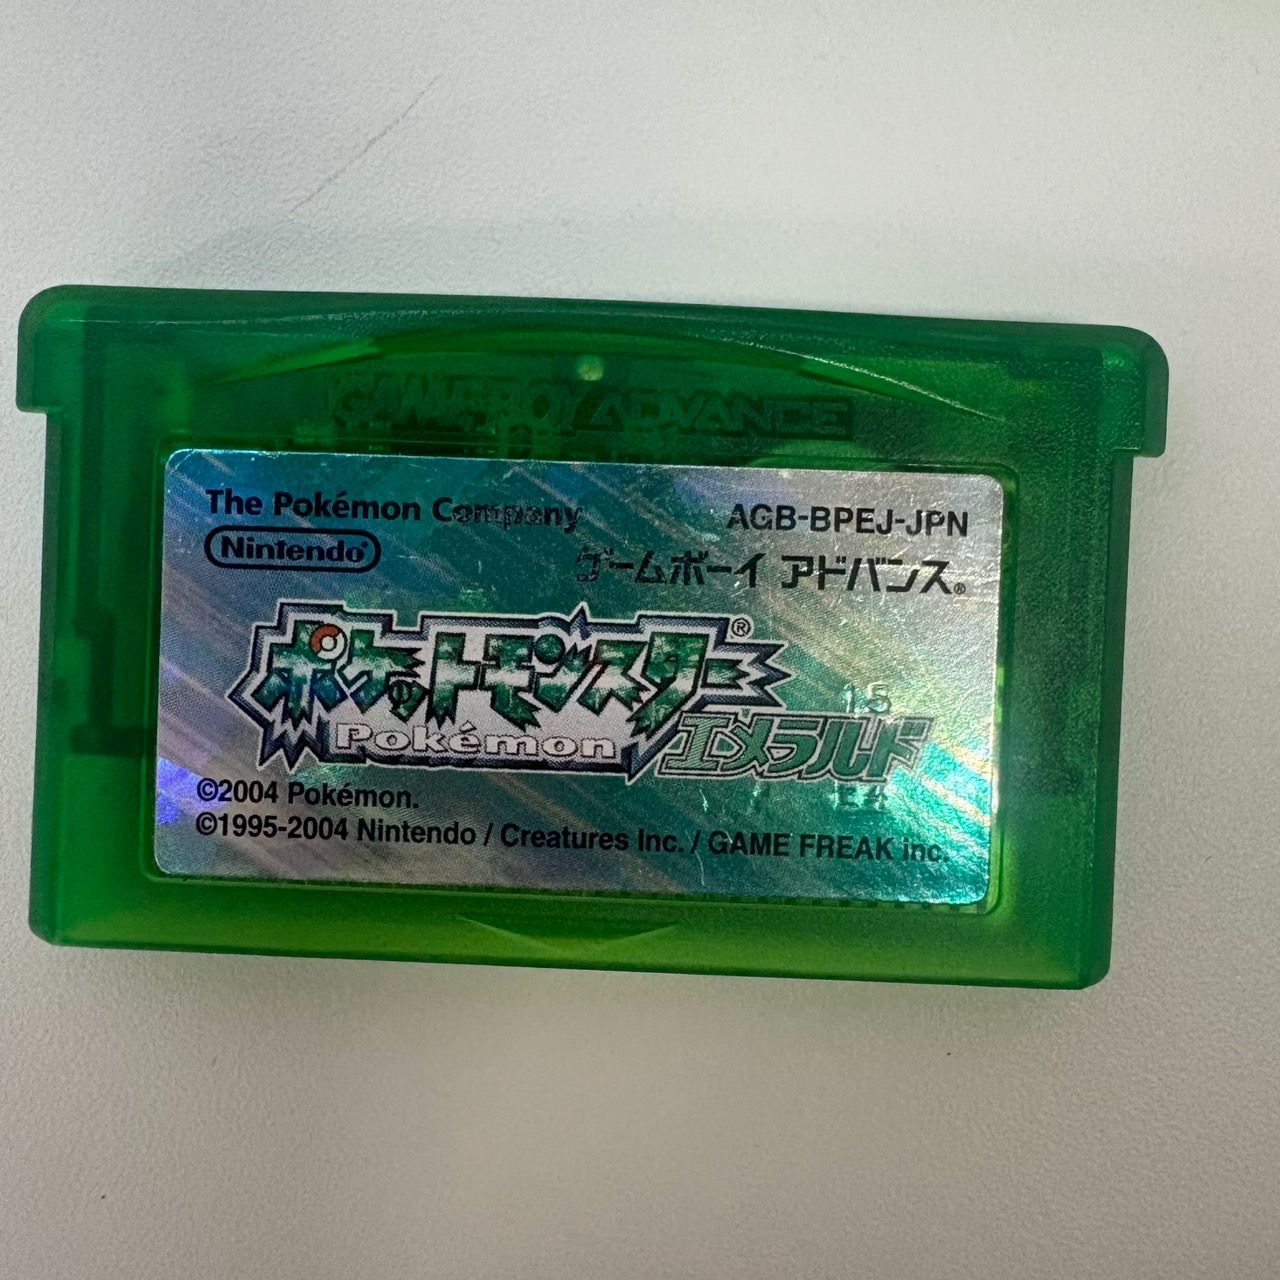 GAME BOY ADVANCE
The Pokémon Company
AGB-BPEJ-JPN
Nintendo®
ゲームボーイ アドバンス®
ポケットモンスター®
Pokémon
エメラルド
15
©2004 Pokémon.
©1995-2004 Nintendo / Creatures Inc. / GAME FREAK inc.